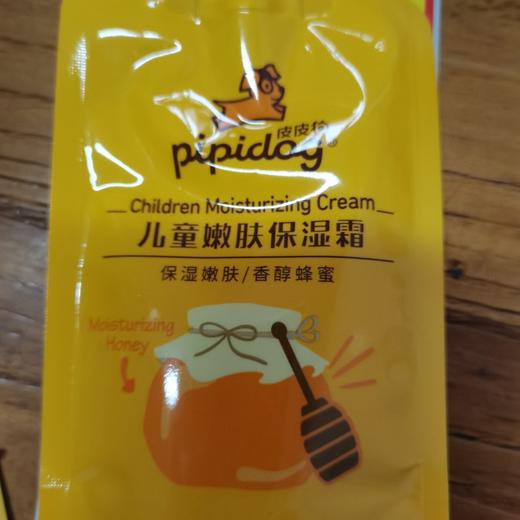 皮皮狗
pipidog®
Children Moisturizing Cream
儿童嫩肤保湿霜
保湿嫩肤/香醇蜂蜜
Moisturizing
Honey